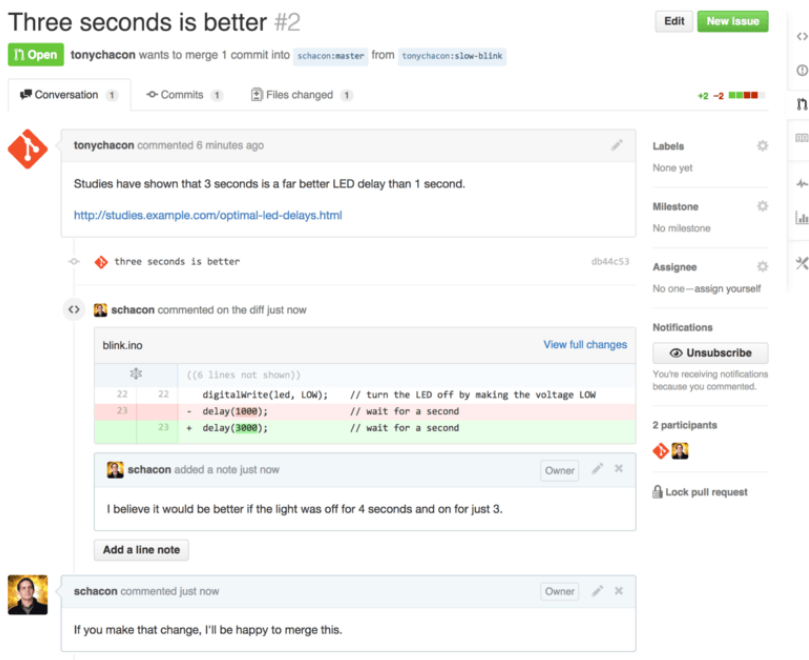 Three seconds is better #2
Edit
New Issue
Open tonychacon wants to merge 1 commit into schacon:master from tonychacon:slow-blink
Conversation 1
Commits 1
Files changed 1
+2 −2
tonychacon commented 6 minutes ago
Studies have shown that 3 seconds is a far better LED delay than 1 second.
http://studies.example.com/optimal-led-delays.html
three seconds is better db44c53
schacon commented on the diff just now
blink.ino View full changes
((6 lines not shown))
22 22 digitalWrite(led, LOW); // turn the LED off by making the voltage LOW
23 - delay(1000); // wait for a second
23 + delay(3000); // wait for a second
schacon added a note just now Owner
I believe it would be better if the light was off for 4 seconds and on for just 3.
Add a line note
schacon commented just now Owner
If you make that change, I'll be happy to merge this.
Labels
None yet
Milestone
No milestone
Assignee
No one—assign yourself
Notifications
Unsubscribe
You're receiving notifications
because you commented.
2 participants
Lock pull request